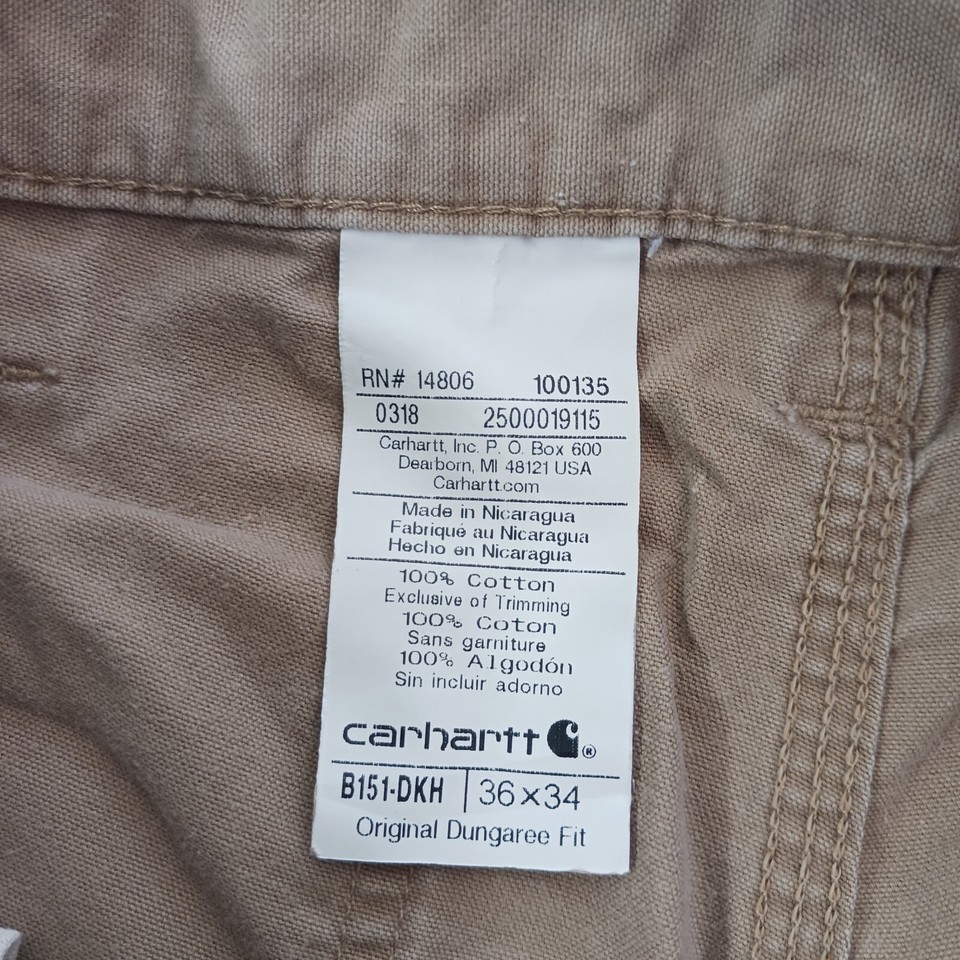 RN# 14806 100135
0318 2500019115
Carhartt, Inc. P. O. Box 600
Dearborn, MI 48121 USA
Carhartt.com
Made in Nicaragua
Fabriqué au Nicaragua
Hecho en Nicaragua
100% Cotton
Exclusive of Trimming
100% Coton
Sans garniture
100% Algodón
Sin incluir adorno
carhartt ®
B151-DKH 36x34
Original Dungaree Fit